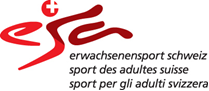 esa
erwachsenensport schweiz
sport des adultes suisse
sport per gli adulti svizzera